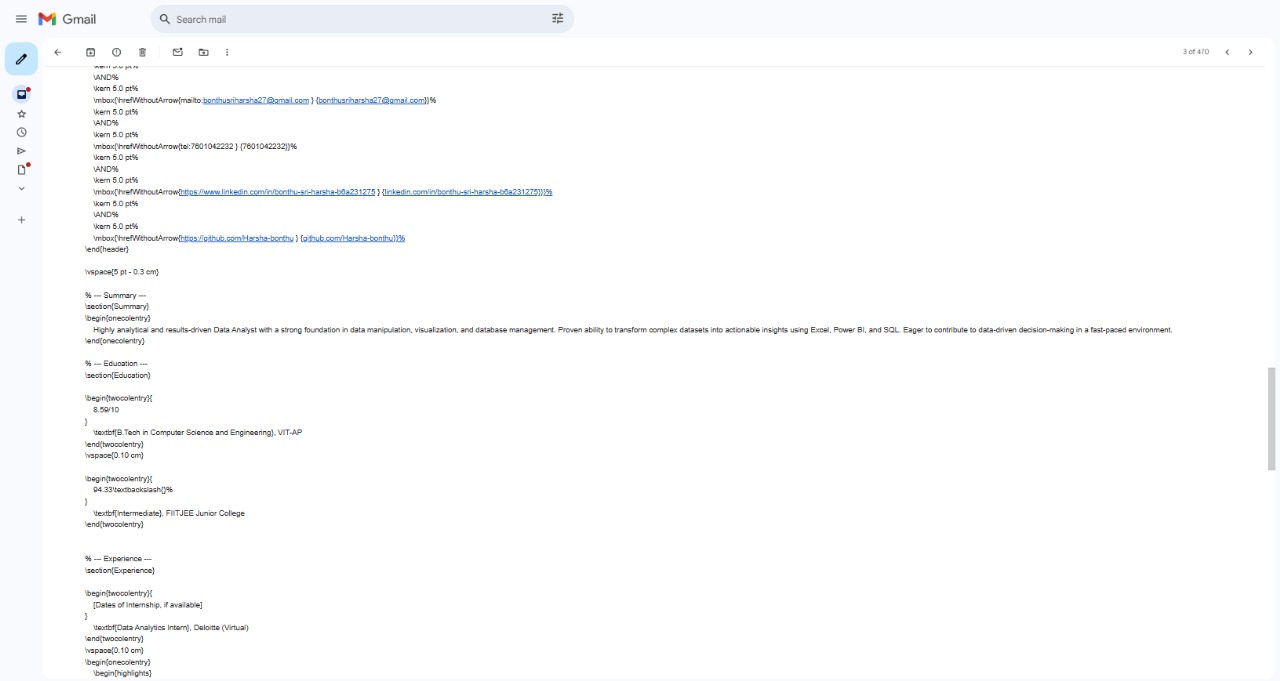 Gmail
Search mail
3 of 470
\kern 5.0 pt%
\AND%
\kern 5.0 pt%
\mbox{\hrefWithoutArrow{mailto:bonthusriharsha27@gmail.com } {bonthusriharsha27@gmail.com}}%
\kern 5.0 pt%
\AND%
\kern 5.0 pt%
\mbox{\hrefWithoutArrow{tel:7601042232 } {7601042232}}%
\kern 5.0 pt%
\AND%
\kern 5.0 pt%
\mbox{\hrefWithoutArrow{https://www.linkedin.com/in/bonthu-sri-harsha-b6a231275 } {linkedin.com/in/bonthu-sri-harsha-b6a231275}}}%
\kern 5.0 pt%
\AND%
\kern 5.0 pt%
\mbox{\hrefWithoutArrow{https://github.com/Harsha-bonthu } {github.com/Harsha-bonthu}}%
\end{header}
\vspace{5 pt - 0.3 cm}
% --- Summary ---
\section{Summary}
\begin{onecolentry}
Highly analytical and results-driven Data Analyst with a strong foundation in data manipulation, visualization, and database management. Proven ability to transform complex datasets into actionable insights using Excel, Power BI, and SQL. Eager to contribute to data-driven decision-making in a fast-paced environment.
\end{onecolentry}
% --- Education ---
\section{Education}
\begin{twocolentry}{
8.59/10
}
\textbf{B.Tech in Computer Science and Engineering}, VIT-AP
\end{twocolentry}
\vspace{0.10 cm}
\begin{twocolentry}{
94.33\textbackslash{}%
}
\textbf{Intermediate}, FIITJEE Junior College
\end{twocolentry}
% --- Experience ---
\section{Experience}
\begin{twocolentry}{
[Dates of Internship, if available]
}
\textbf{Data Analytics Intern}, Deloitte (Virtual)
\end{twocolentry}
\vspace{0.10 cm}
\begin{onecolentry}
\begin{highlights}